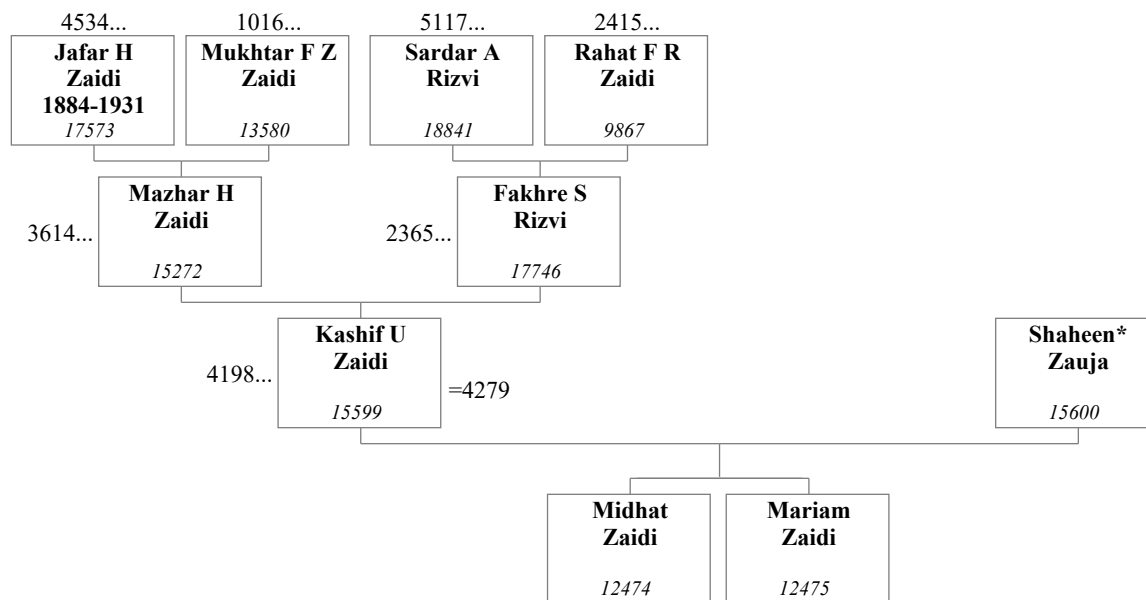 4534... 1016... 5117... 2415...
Jafar H
Zaidi
1884-1931
17573
Mukhtar F Z
Zaidi
13580
Sardar A
Rizvi
18841
Rahat F R
Zaidi
9867
3614...
Mazhar H
Zaidi
15272
2365...
Fakhre S
Rizvi
17746
4198...
Kashif U
Zaidi
15599
=4279
Shaheen*
Zauja
15600
Midhat
Zaidi
12474
Mariam
Zaidi
12475